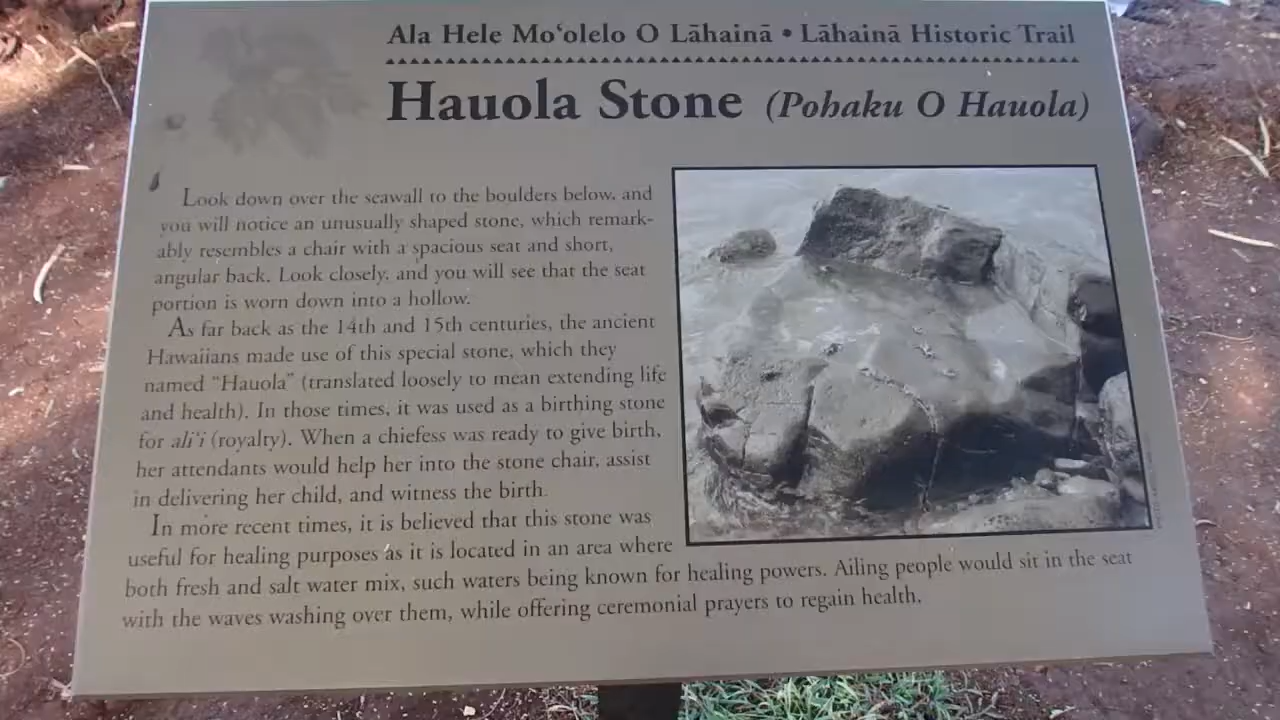 Ala Hele Moʻolelo O Lāhainā • Lāhainā Historic Trail
Hauola Stone (Pohaku O Hauola)
Look down over the seawall to the boulders below, and
you will notice an unusually shaped stone, which remark-
ably resembles a chair with a spacious seat and short,
angular back. Look closely, and you will see that the seat
portion is worn down into a hollow.
As far back as the 14th and 15th centuries, the ancient
Hawaiians made use of this special stone, which they
named "Hauola" (translated loosely to mean extending life
and health). In those times, it was used as a birthing stone
for aliʻi (royalty). When a chiefess was ready to give birth,
her attendants would help her into the stone chair, assist
in delivering her child, and witness the birth.
In more recent times, it is believed that this stone was
useful for healing purposes as it is located in an area where
both fresh and salt water mix, such waters being known for healing powers. Ailing people would sit in the seat
with the waves washing over them, while offering ceremonial prayers to regain health.